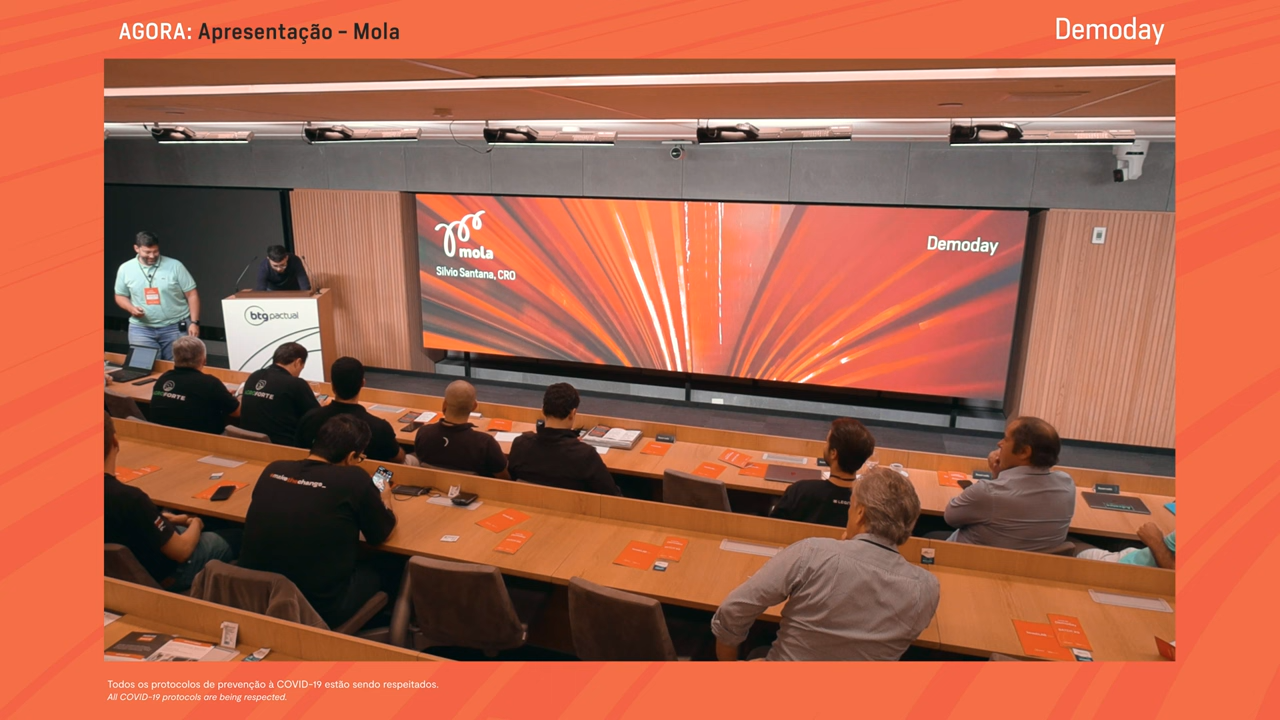 AGORA: Apresentação - Mola
Demoday
mola
Silvio Santana, CRO
Demoday
btg pactual
Todos os protocolos de prevenção à COVID-19 estão sendo respeitados.
All COVID-19 protocols are being respected.